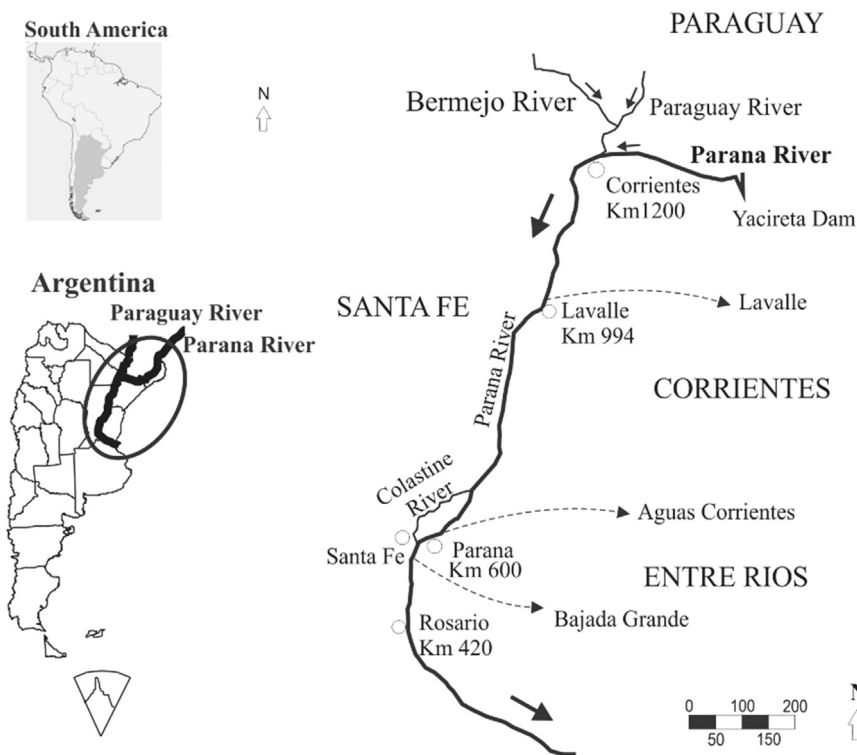 South America
N
PARAGUAY
Bermejo River
Paraguay River
Parana River
Corrientes
Km1200
Yacireta Dam
Argentina
Paraguay River
Parana River
SANTA FE
Lavalle
Km 994
Lavalle
Parana River
CORRIENTES
Colastine
River
Aguas Corrientes
Santa Fe
Parana
Km 600
ENTRE RIOS
Bajada Grande
Rosario
Km 420
N
0 100 200
50 150